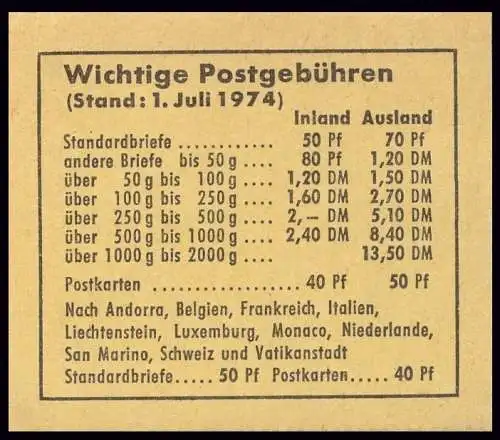 Wichtige Postgebühren
(Stand: 1. Juli 1974)
Inland Ausland
Standardbriefe ............ 50 Pf 70 Pf
andere Briefe bis 50 g .... 80 Pf 1,20 DM
über 50 g bis 100 g .... 1,20 DM 1,50 DM
über 100 g bis 250 g .... 1,60 DM 2,70 DM
über 250 g bis 500 g .... 2,– DM 5,10 DM
über 500 g bis 1000 g .... 2,40 DM 8,40 DM
über 1000 g bis 2000 g .... 13,50 DM
Postkarten ................. 40 Pf 50 Pf
Nach Andorra, Belgien, Frankreich, Italien,
Liechtenstein, Luxemburg, Monaco, Niederlande,
San Marino, Schweiz und Vatikanstadt
Standardbriefe..... 50 Pf Postkarten..... 40 Pf